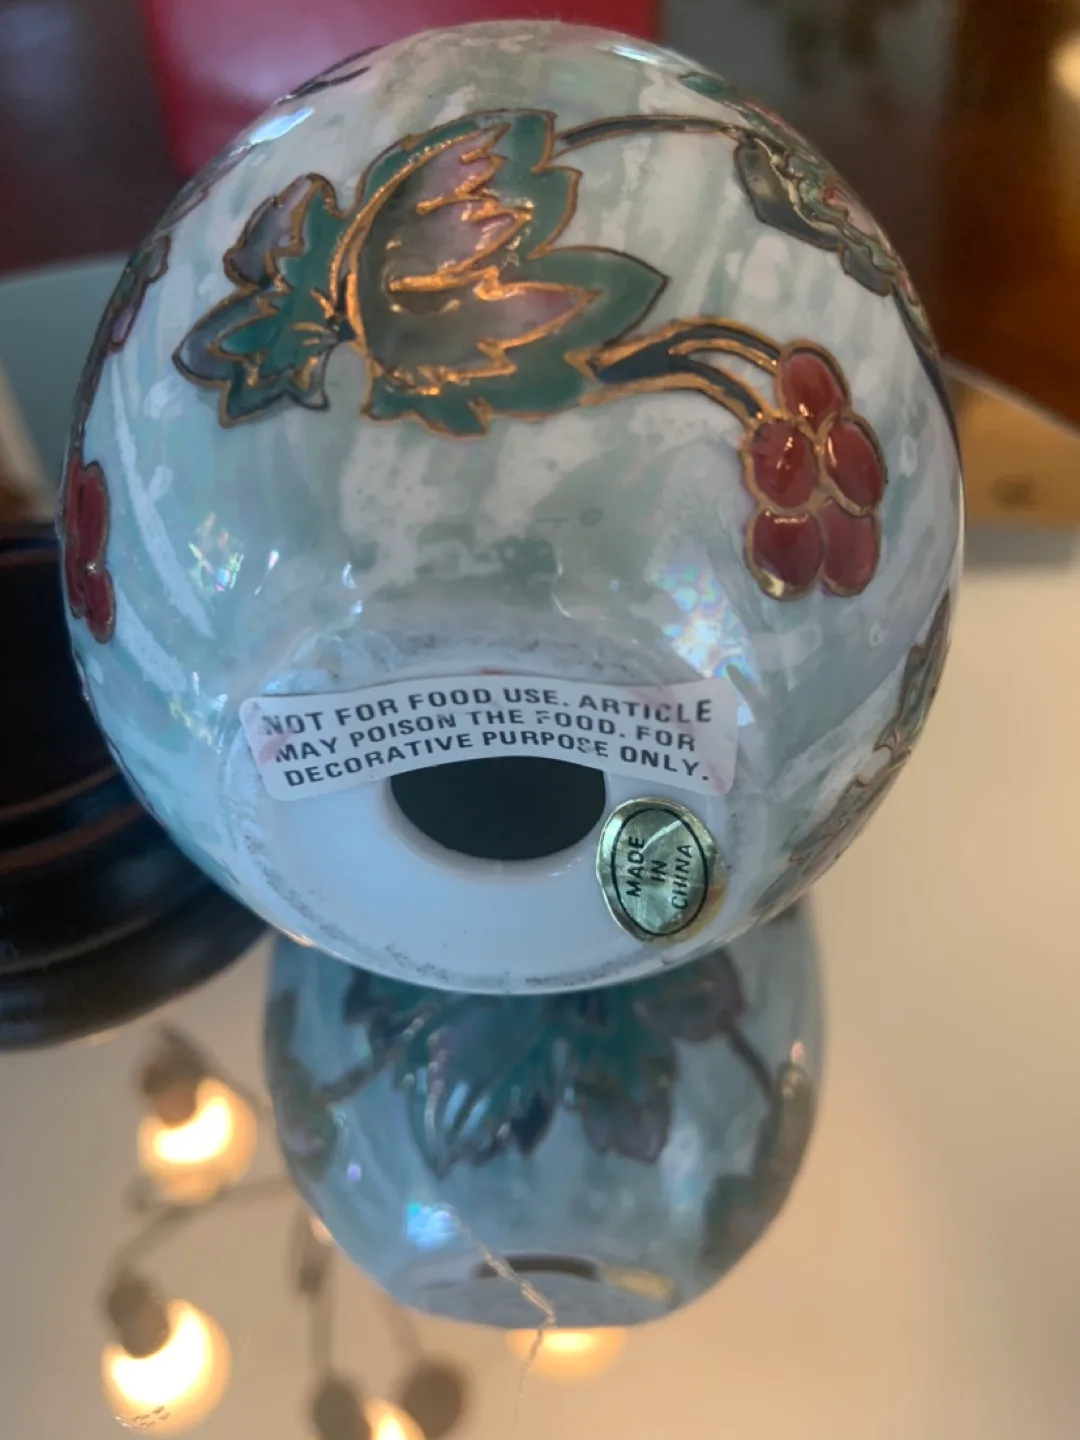 NOT FOR FOOD USE. ARTICLE
MAY POISON THE FOOD. FOR
DECORATIVE PURPOSE ONLY.
MADE
IN
CHINA